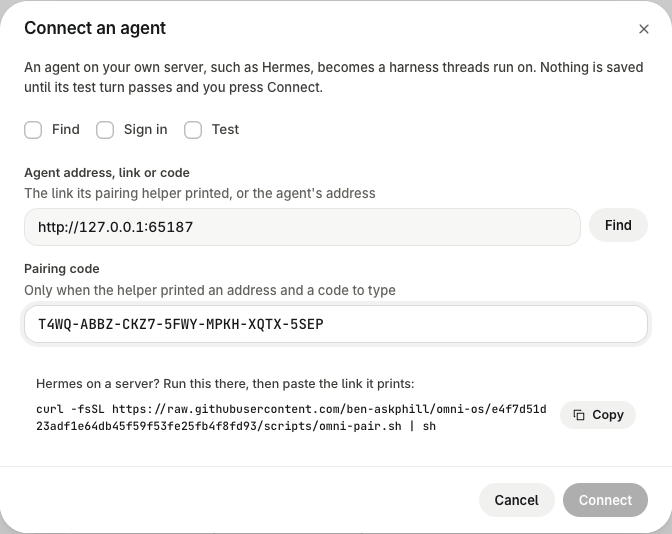 Connect an agent
An agent on your own server, such as Hermes, becomes a harness threads run on. Nothing is saved
until its test turn passes and you press Connect.
Find
Sign in
Test
Agent address, link or code
The link its pairing helper printed, or the agent's address
http://127.0.0.1:65187
Find
Pairing code
Only when the helper printed an address and a code to type
T4WQ-ABBZ-CKZ7-5FWY-MPKH-XQTX-5SEP
Hermes on a server? Run this there, then paste the link it prints:
curl -fsSL https://raw.githubusercontent.com/ben-askphill/omni-os/e4f7d51d
23adf1e64db45f59f53fe25fb4f8fd93/scripts/omni-pair.sh | sh
Copy
Cancel
Connect